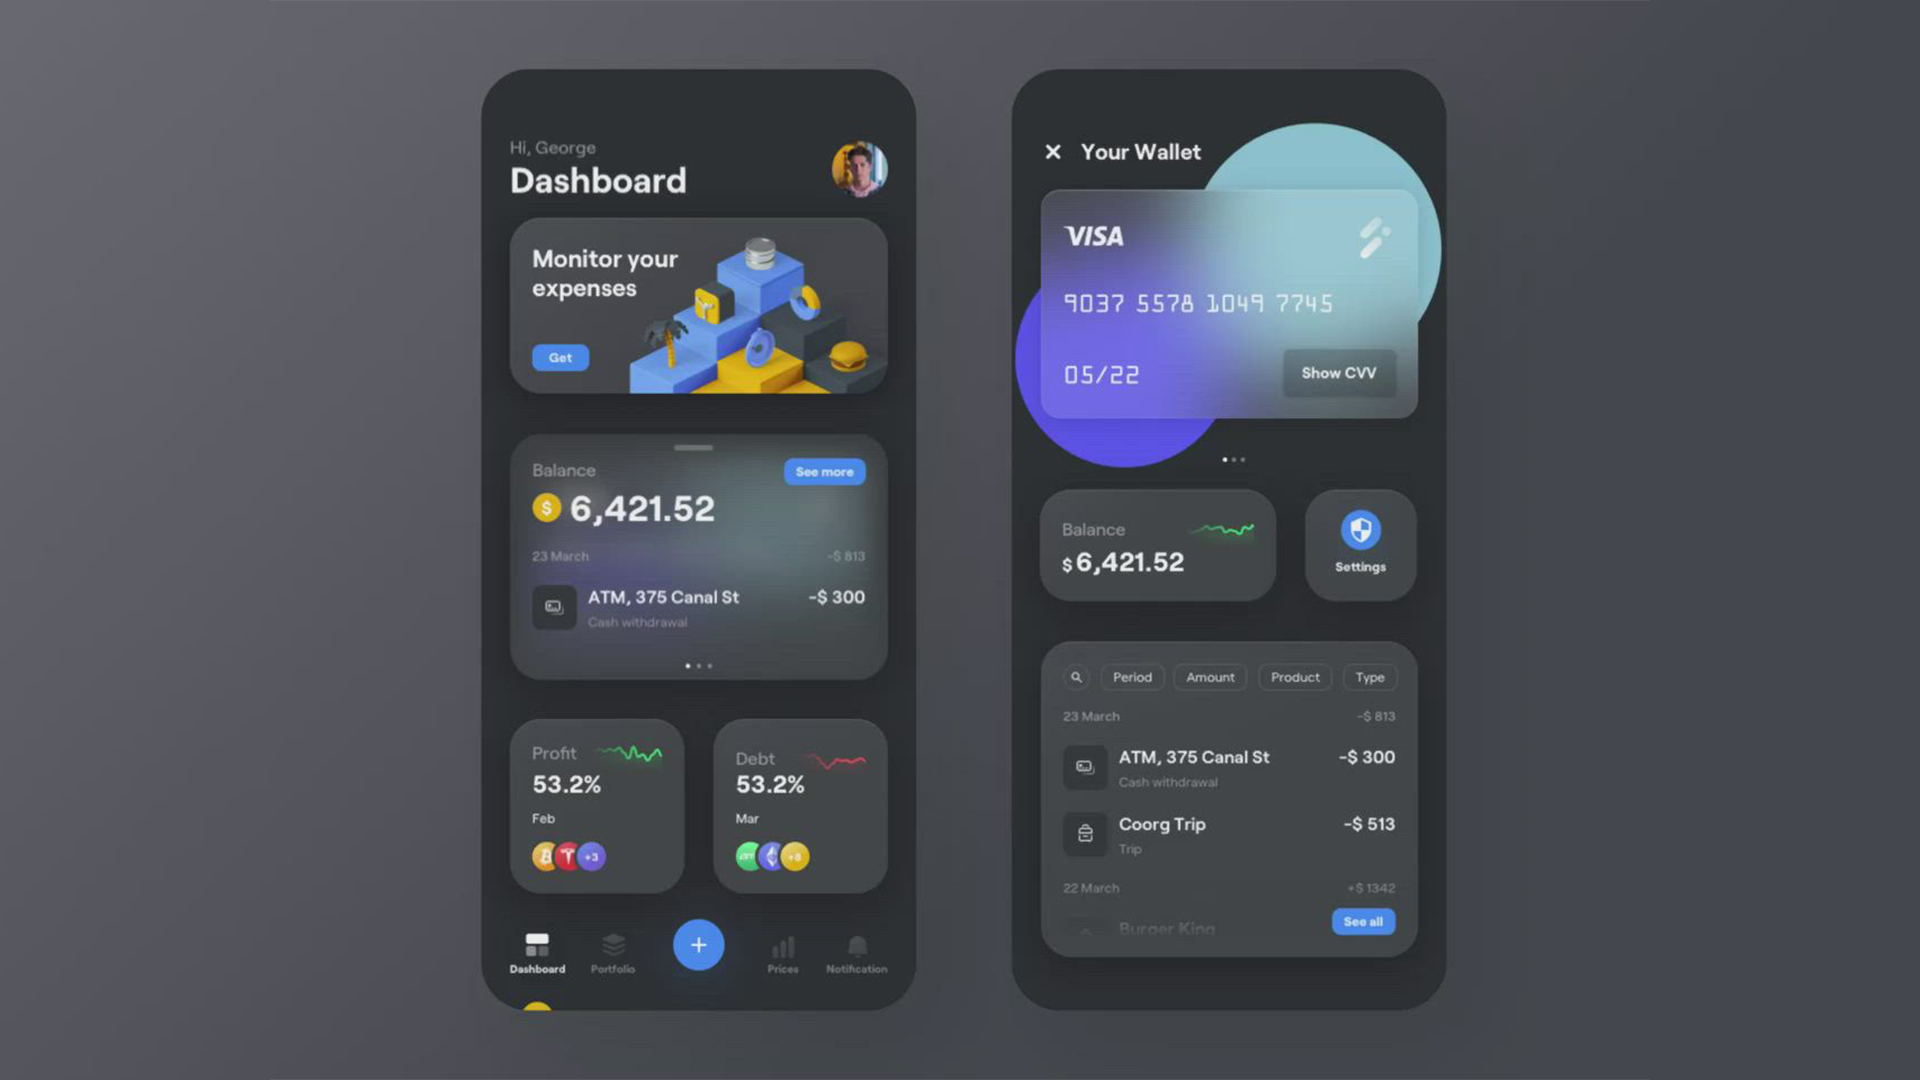 Hi, George
Dashboard
Monitor your
expenses
Get
Balance
See more
$ 6,421.52
23 March
-$ 813
ATM, 375 Canal St
-$ 300
Cash withdrawal
Profit
53.2%
Feb
+3
Debt
53.2%
Mar
+8
Dashboard
Portfolio
+
Prices
Notification
Your Wallet
VISA
9037 5578 1049 7745
05/22
Show CVV
Balance
$6,421.52
Settings
Period
Amount
Product
Type
23 March
-$ 813
ATM, 375 Canal St
-$ 300
Cash withdrawal
Coorg Trip
-$ 513
Trip
22 March
+$ 1342
Burger King
See all